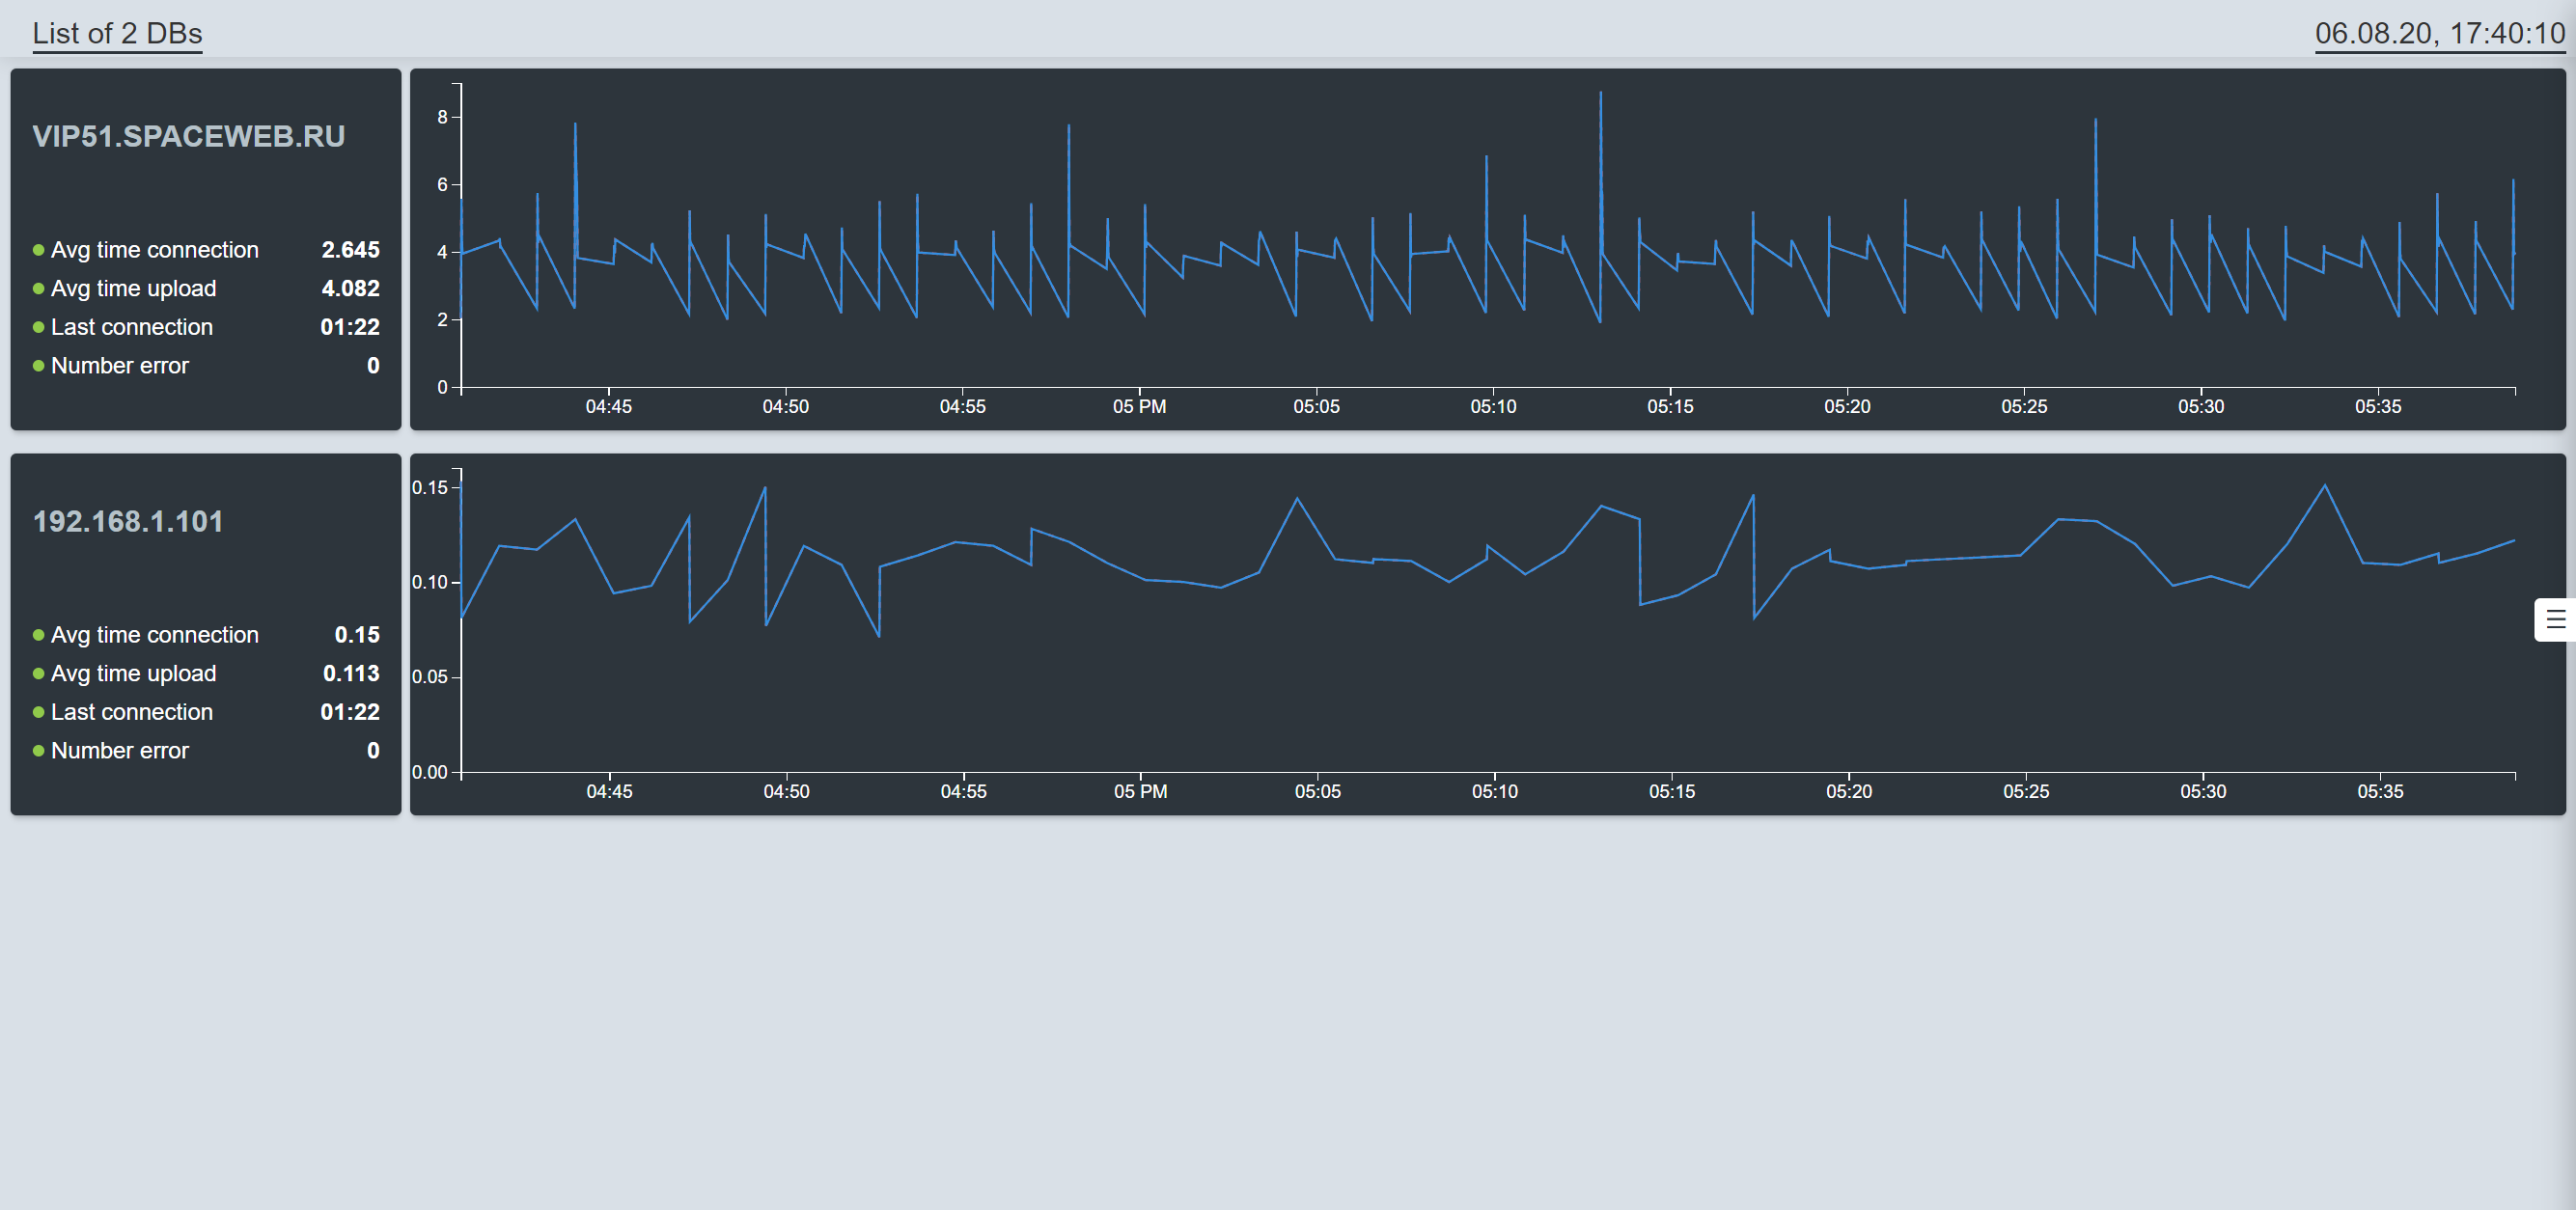 List of 2 DBs
06.08.20, 17:40:10
VIP51.SPACEWEB.RU
Avg time connection 2.645
Avg time upload 4.082
Last connection 01:22
Number error 0
8
6
4
2
0
04:45 04:50 04:55 05 PM 05:05 05:10 05:15 05:20 05:25 05:30 05:35
192.168.1.101
Avg time connection 0.15
Avg time upload 0.113
Last connection 01:22
Number error 0
0.15
0.10
0.05
0.00
04:45 04:50 04:55 05 PM 05:05 05:10 05:15 05:20 05:25 05:30 05:35